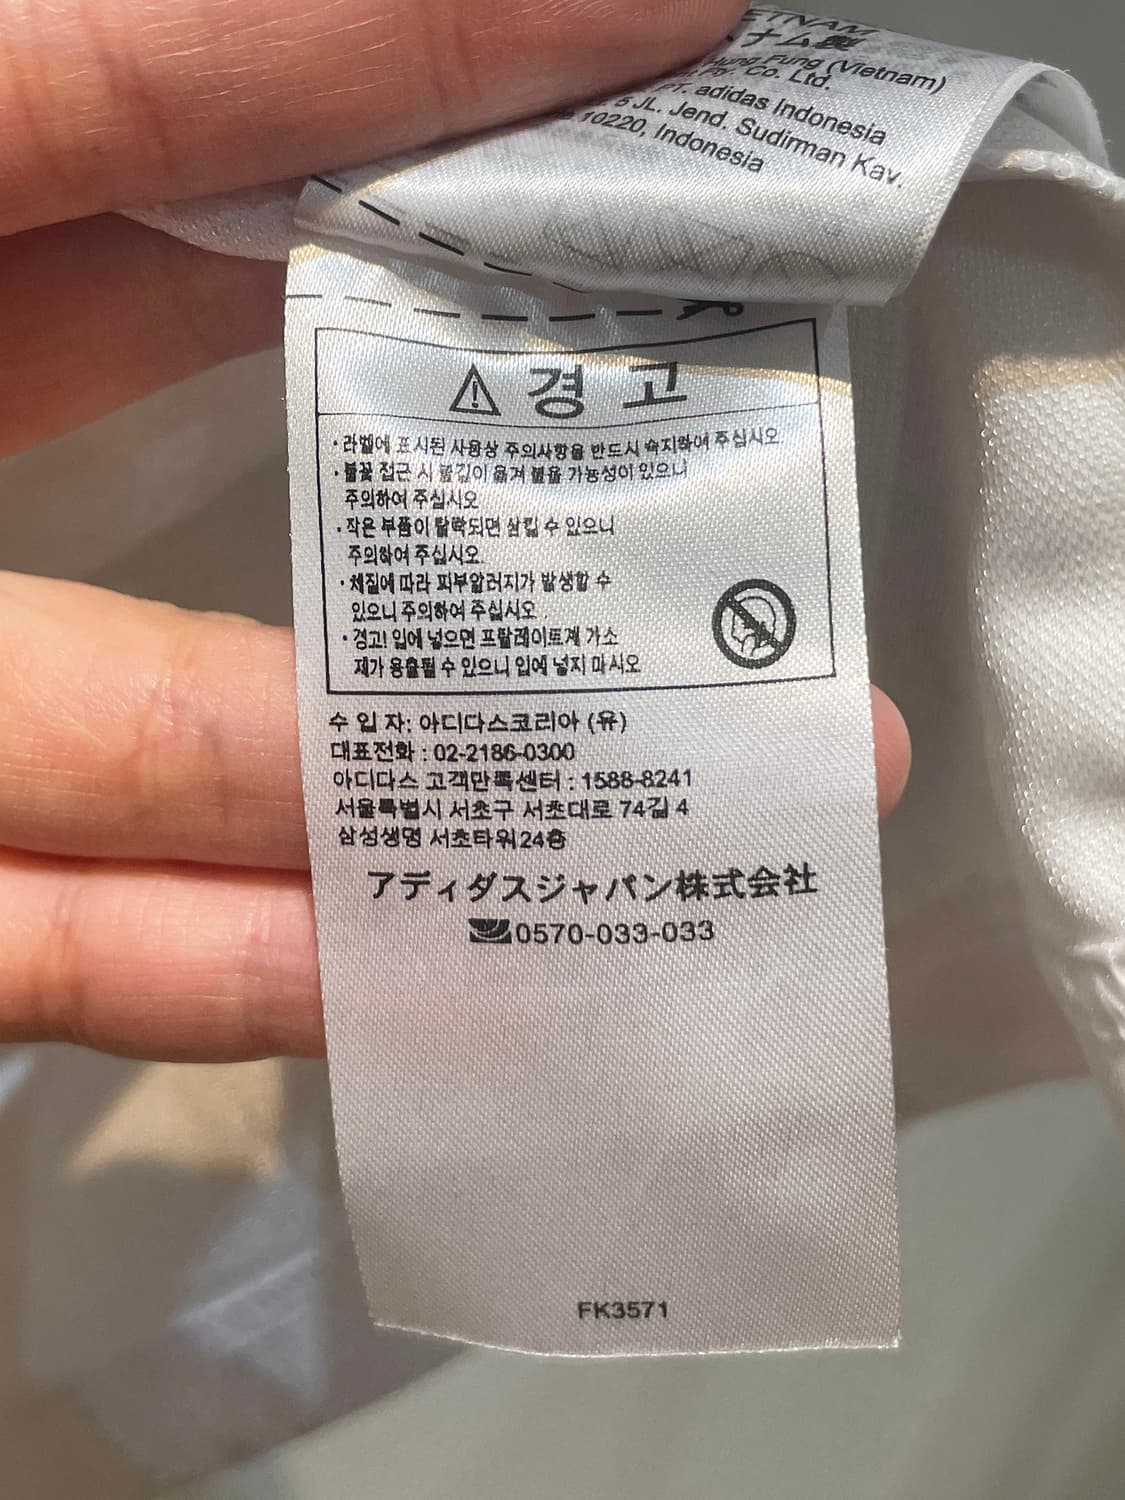 ETNAM
ナム製
Hung Fung (Vietnam)
Co. Ltd.
PT. adidas Indonesia
5 JL. Jend. Sudirman Kav.
10220, Indonesia
경 고
·라벨에 표시된 사용상 주의사항을 반드시 숙지하여 주십시오
·불꽃 접근 시 불길이 옮겨 붙을 가능성이 있으니
주의하여 주십시오
·작은 부품이 탈락되면 삼킬 수 있으니
주의하여 주십시오.
·체질에 따라 피부알러지가 발생할 수
있으니 주의하여 주십시오
·경고! 입에 넣으면 프탈레이트계 가소
제가 용출될 수 있으니 입에 넣지 마시오
수 입 자: 아디다스코리아 (유)
대표전화 : 02-2186-0300
아디다스 고객만족센터 : 1588-8241
서울특별시 서초구 서초대로 74길 4
삼성생명 서초타워24층
アディダスジャパン株式会社
0570-033-033
FK3571